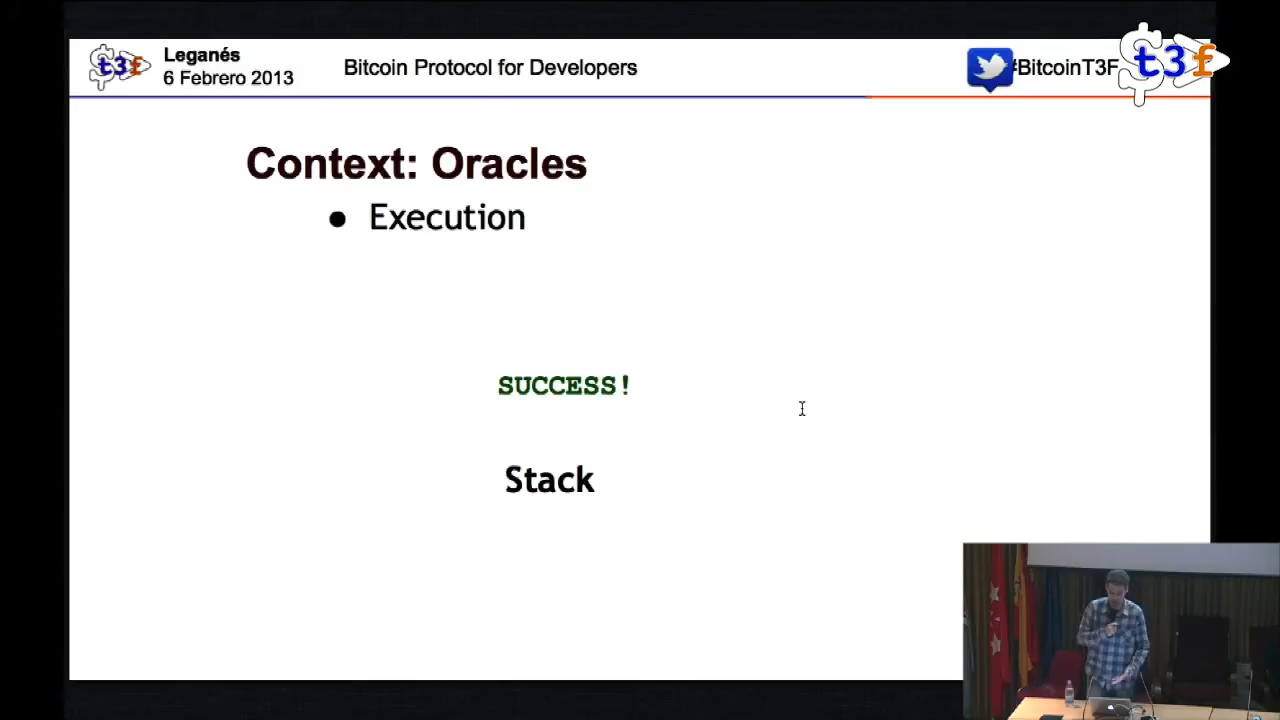 t3f
Leganés
6 Febrero 2013
Bitcoin Protocol for Developers
#BitcoinT3F
t3f
Context: Oracles
● Execution
SUCCESS!
Stack